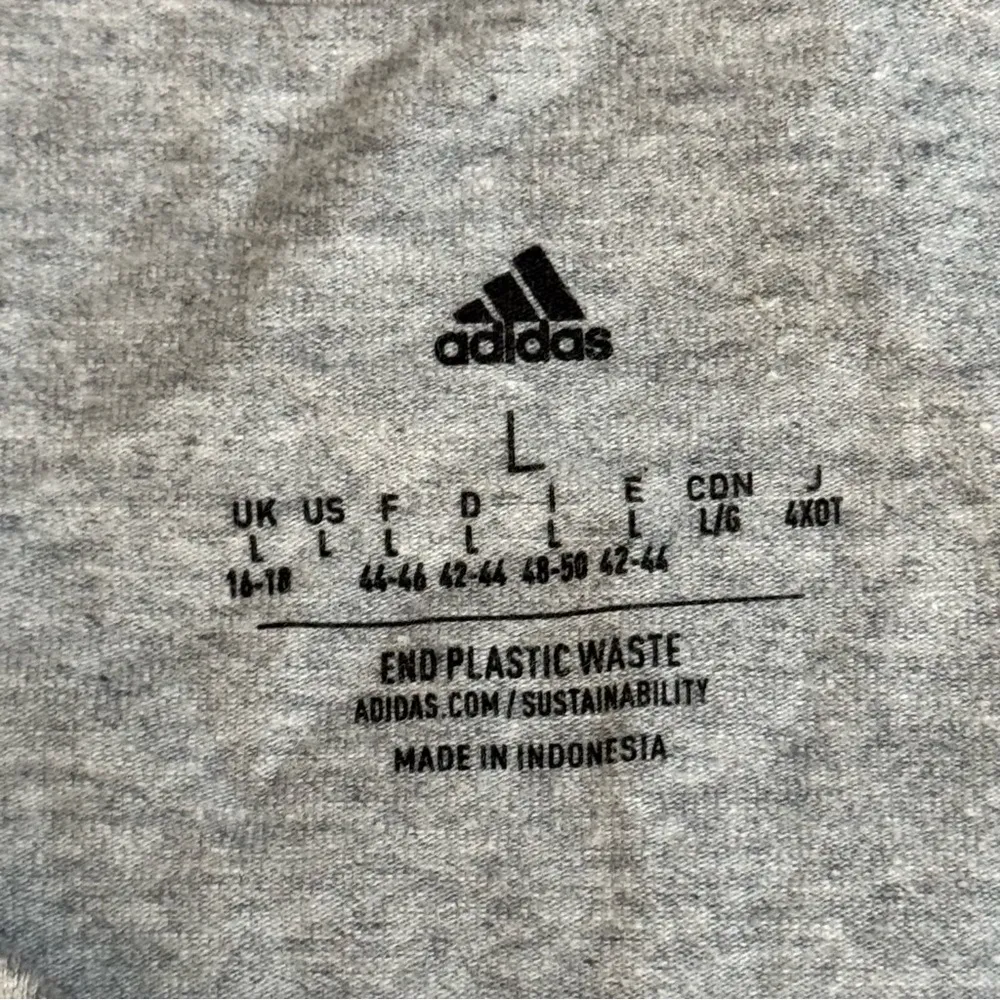 adidas
L
UK US F D I E CDN J
L L L L L L L/G 4XOT
16-18 44-46 42-44 48-50 42-44
END PLASTIC WASTE
ADIDAS.COM/SUSTAINABILITY
MADE IN INDONESIA